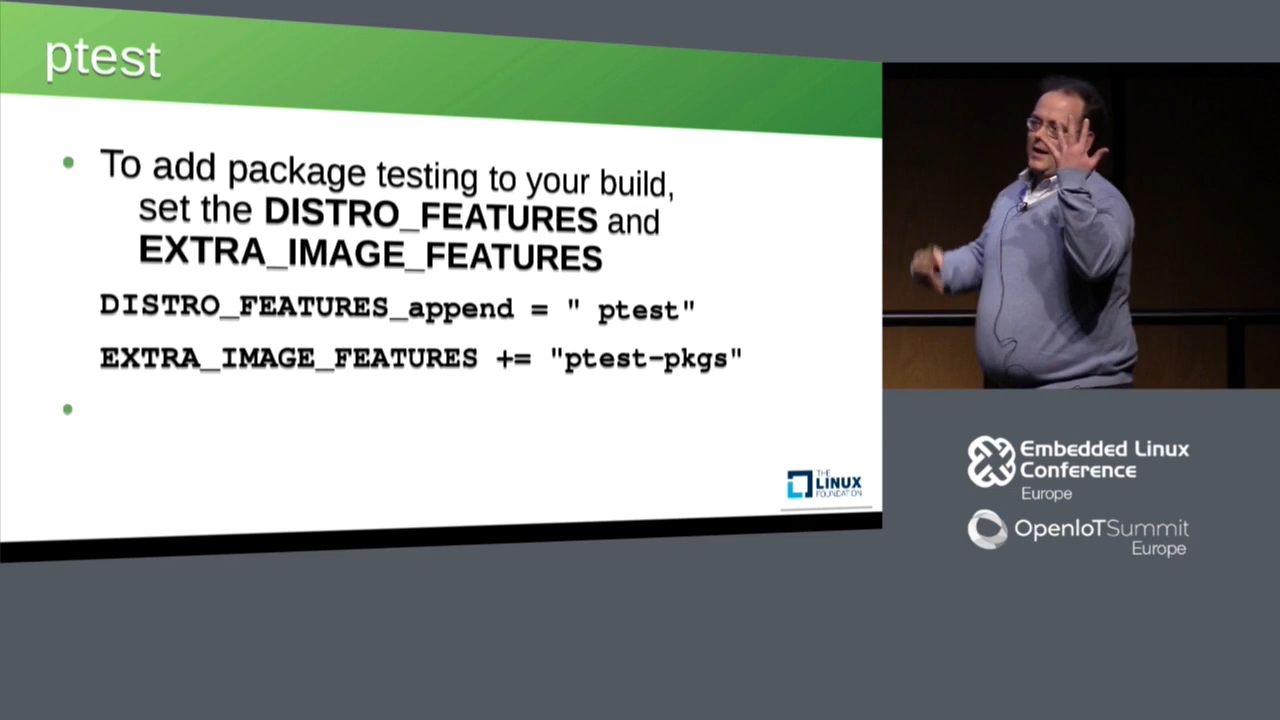 ptest
To add package testing to your build,
set the DISTRO_FEATURES and
EXTRA_IMAGE_FEATURES
DISTRO_FEATURES_append = " ptest"
EXTRA_IMAGE_FEATURES += "ptest-pkgs"
THE
LINUX
FOUNDATION
Embedded Linux
Conference
Europe
OpenIoTSummit
Europe